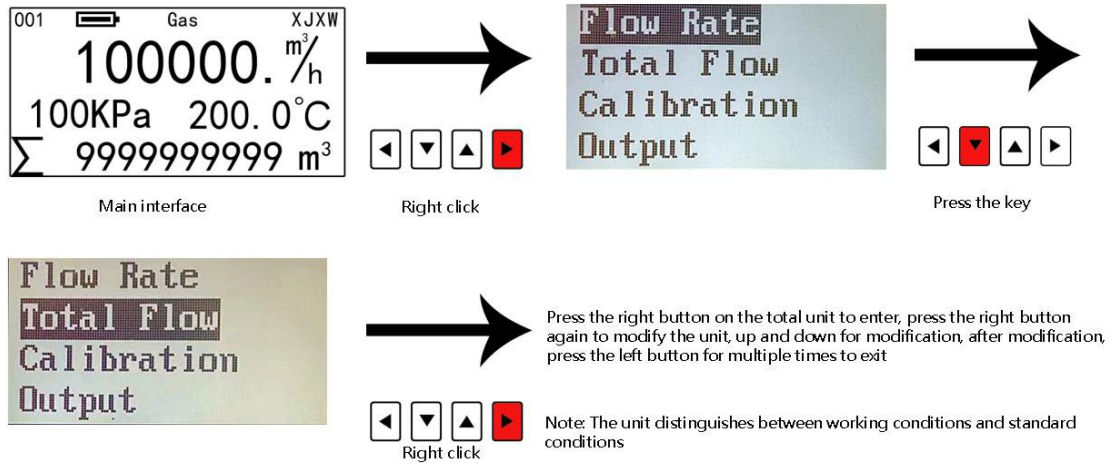 001 Gas XJXW
100000. m³/h
100KPa 200.0°C
∑ 9999999999 m³
Main interface
Right click
Flow Rate
Total Flow
Calibration
Output
Press the key
Flow Rate
Total Flow
Calibration
Output
Right click
Press the right button on the total unit to enter, press the right button
again to modify the unit, up and down for modification, after modification,
press the left button for multiple times to exit
Note: The unit distinguishes between working conditions and standard
conditions